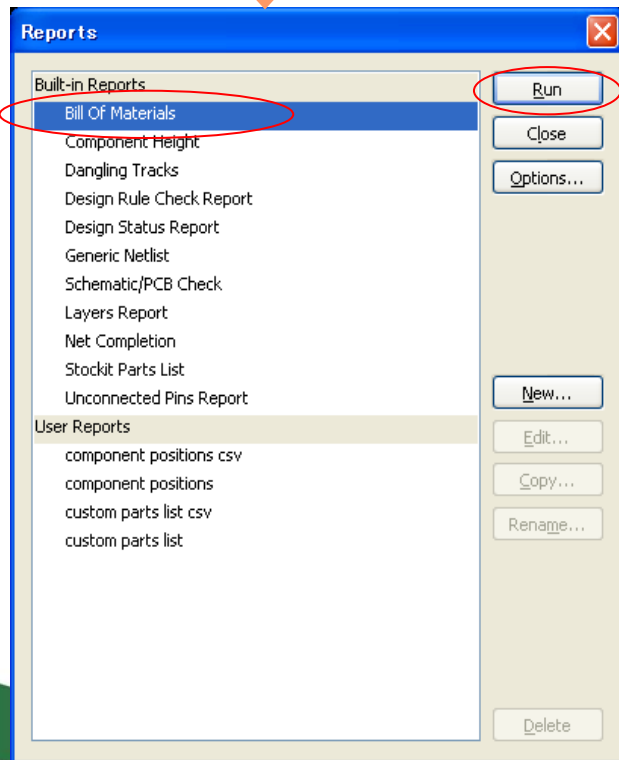 Reports
Built-in Reports
Bill Of Materials
Component Height
Dangling Tracks
Design Rule Check Report
Design Status Report
Generic Netlist
Schematic/PCB Check
Layers Report
Net Completion
Stockit Parts List
Unconnected Pins Report
User Reports
component positions csv
component positions
custom parts list csv
custom parts list
Run
Close
Options...
New...
Edit...
Copy...
Rename...
Delete